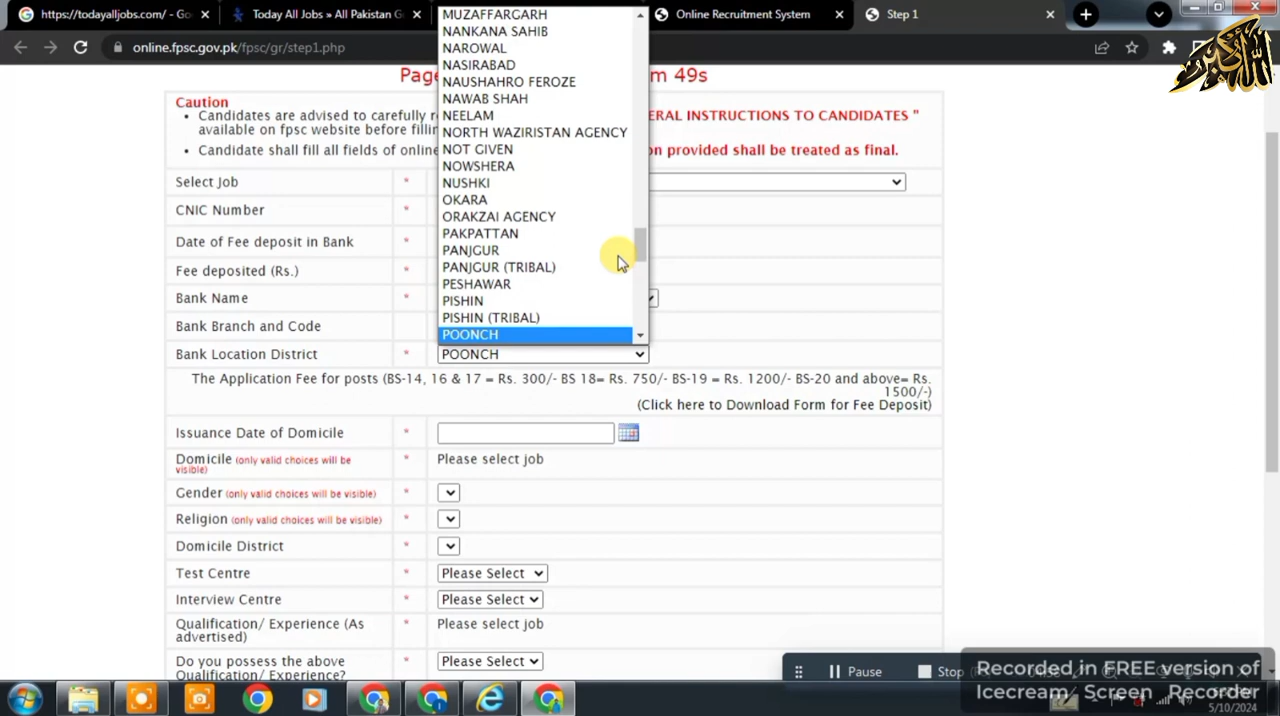 https://todayalljobs.com/ - Go
Today All Jobs » All Pakistan G
Online Recruitment System
Step 1
online.fpsc.gov.pk/fpsc/gr/step1.php
الله أكبر
Pag
m 49s
MUZAFFARGARH
NANKANA SAHIB
NAROWAL
NASIRABAD
NAUSHAHRO FEROZE
NAWAB SHAH
NEELAM
NORTH WAZIRISTAN AGENCY
NOT GIVEN
NOWSHERA
NUSHKI
OKARA
ORAKZAI AGENCY
PAKPATTAN
PANJGUR
PANJGUR (TRIBAL)
PESHAWAR
PISHIN
PISHIN (TRIBAL)
POONCH
Caution
• Candidates are advised to carefully r
ERAL INSTRUCTIONS TO CANDIDATES "
available on fpsc website before fillin
• Candidate shall fill all fields of onlin
on provided shall be treated as final.
Select Job *
CNIC Number *
Date of Fee deposit in Bank *
Fee deposited (Rs.) *
Bank Name *
Bank Branch and Code
Bank Location District * POONCH
The Application Fee for posts (BS-14, 16 & 17 = Rs. 300/- BS 18= Rs. 750/- BS-19 = Rs. 1200/- BS-20 and above= Rs.
1500/-)
(Click here to Download Form for Fee Deposit)
Issuance Date of Domicile *
Domicile (only valid choices will be * Please select job
visible)
Gender (only valid choices will be visible) *
Religion (only valid choices will be visible) *
Domicile District *
Test Centre * Please Select
Interview Centre * Please Select
Qualification/ Experience (As * Please select job
advertised)
Do you possess the above * Please Select
Qualification/ Experience?
Pause
Stop
Recorded in FREE version of
Icecream Screen Recorder
5/10/2024